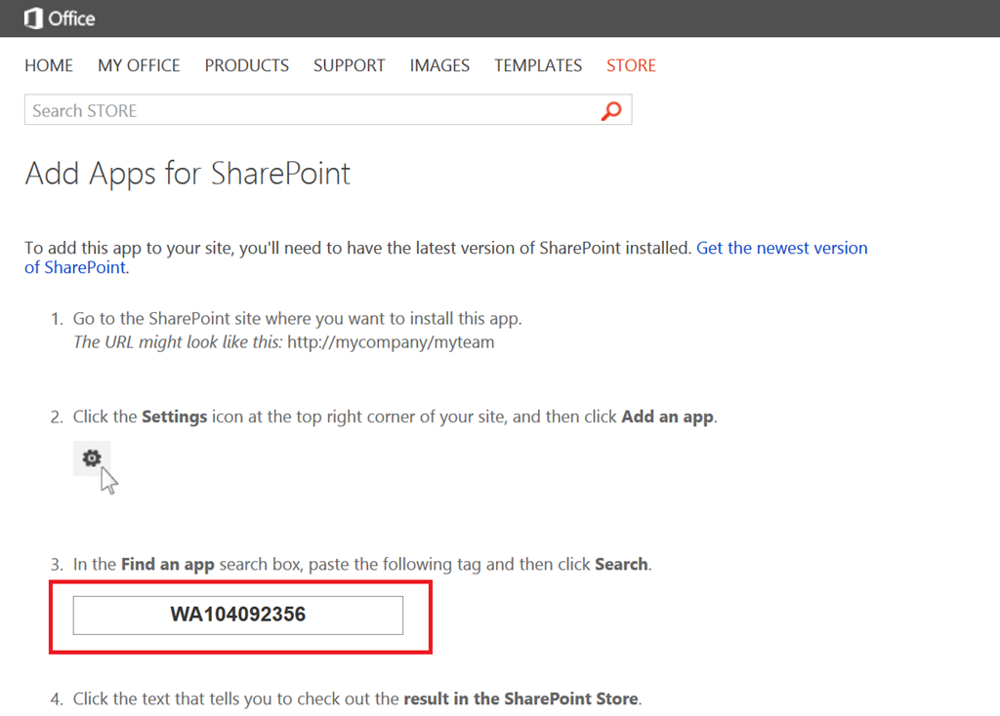 Office
HOME MY OFFICE PRODUCTS SUPPORT IMAGES TEMPLATES STORE
Search STORE
Add Apps for SharePoint
To add this app to your site, you'll need to have the latest version of SharePoint installed. Get the newest version
of SharePoint.
1. Go to the SharePoint site where you want to install this app.
The URL might look like this: http://mycompany/myteam
2. Click the Settings icon at the top right corner of your site, and then click Add an app.
3. In the Find an app search box, paste the following tag and then click Search.
WA104092356
4. Click the text that tells you to check out the result in the SharePoint Store.